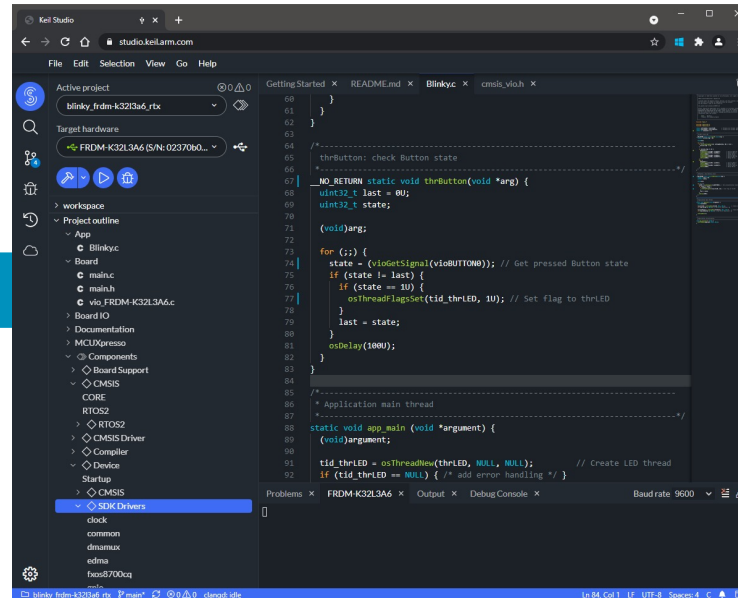 Keil Studio
studio.keil.arm.com
File Edit Selection View Go Help
Active project
0 0
blinky_frdm-k32l3a6_rtx
Target hardware
FRDM-K32L3A6 (S/N: 02370b0...
workspace
Project outline
App
Blinky.c
Board
main.c
main.h
vio_FRDM-K32L3A6.c
Board IO
Documentation
MCUXpresso
Components
Board Support
CMSIS
CORE
RTOS2
RTOS2
CMSIS Driver
Compiler
Device
Startup
CMSIS
SDK Drivers
clock
common
dmamux
edma
fxos8700cq
Getting Started README.md Blinky.c cmsis_vio.h
60 }
61 }
62 }
63
64 /*----------------------------------------------------------------------------
65 thrButton: check Button state
66 *---------------------------------------------------------------------------*/
67 __NO_RETURN static void thrButton(void *arg) {
68 uint32_t last = 0U;
69 uint32_t state;
70
71 (void)arg;
72
73 for (;;) {
74 state = (vioGetSignal(vioBUTTON0)); // Get pressed Button state
75 if (state != last) {
76 if (state == 1U) {
77 osThreadFlagsSet(tid_thrLED, 1U); // Set flag to thrLED
78 }
79 last = state;
80 }
81 osDelay(100U);
82 }
83 }
84
85 /*----------------------------------------------------------------------------
86 * Application main thread
87 *---------------------------------------------------------------------------*/
88 static void app_main (void *argument) {
89 (void)argument;
90
91 tid_thrLED = osThreadNew(thrLED, NULL, NULL); // Create LED thread
92 if (tid_thrLED == NULL) { /* add error handling */ }
Problems FRDM-K32L3A6 Output Debug Console Baud rate 9600
blinky_frdm-k32l3a6_rtx main* 0 0 clangd: idle Ln 84, Col 1 LF UTF-8 Spaces: 4 C